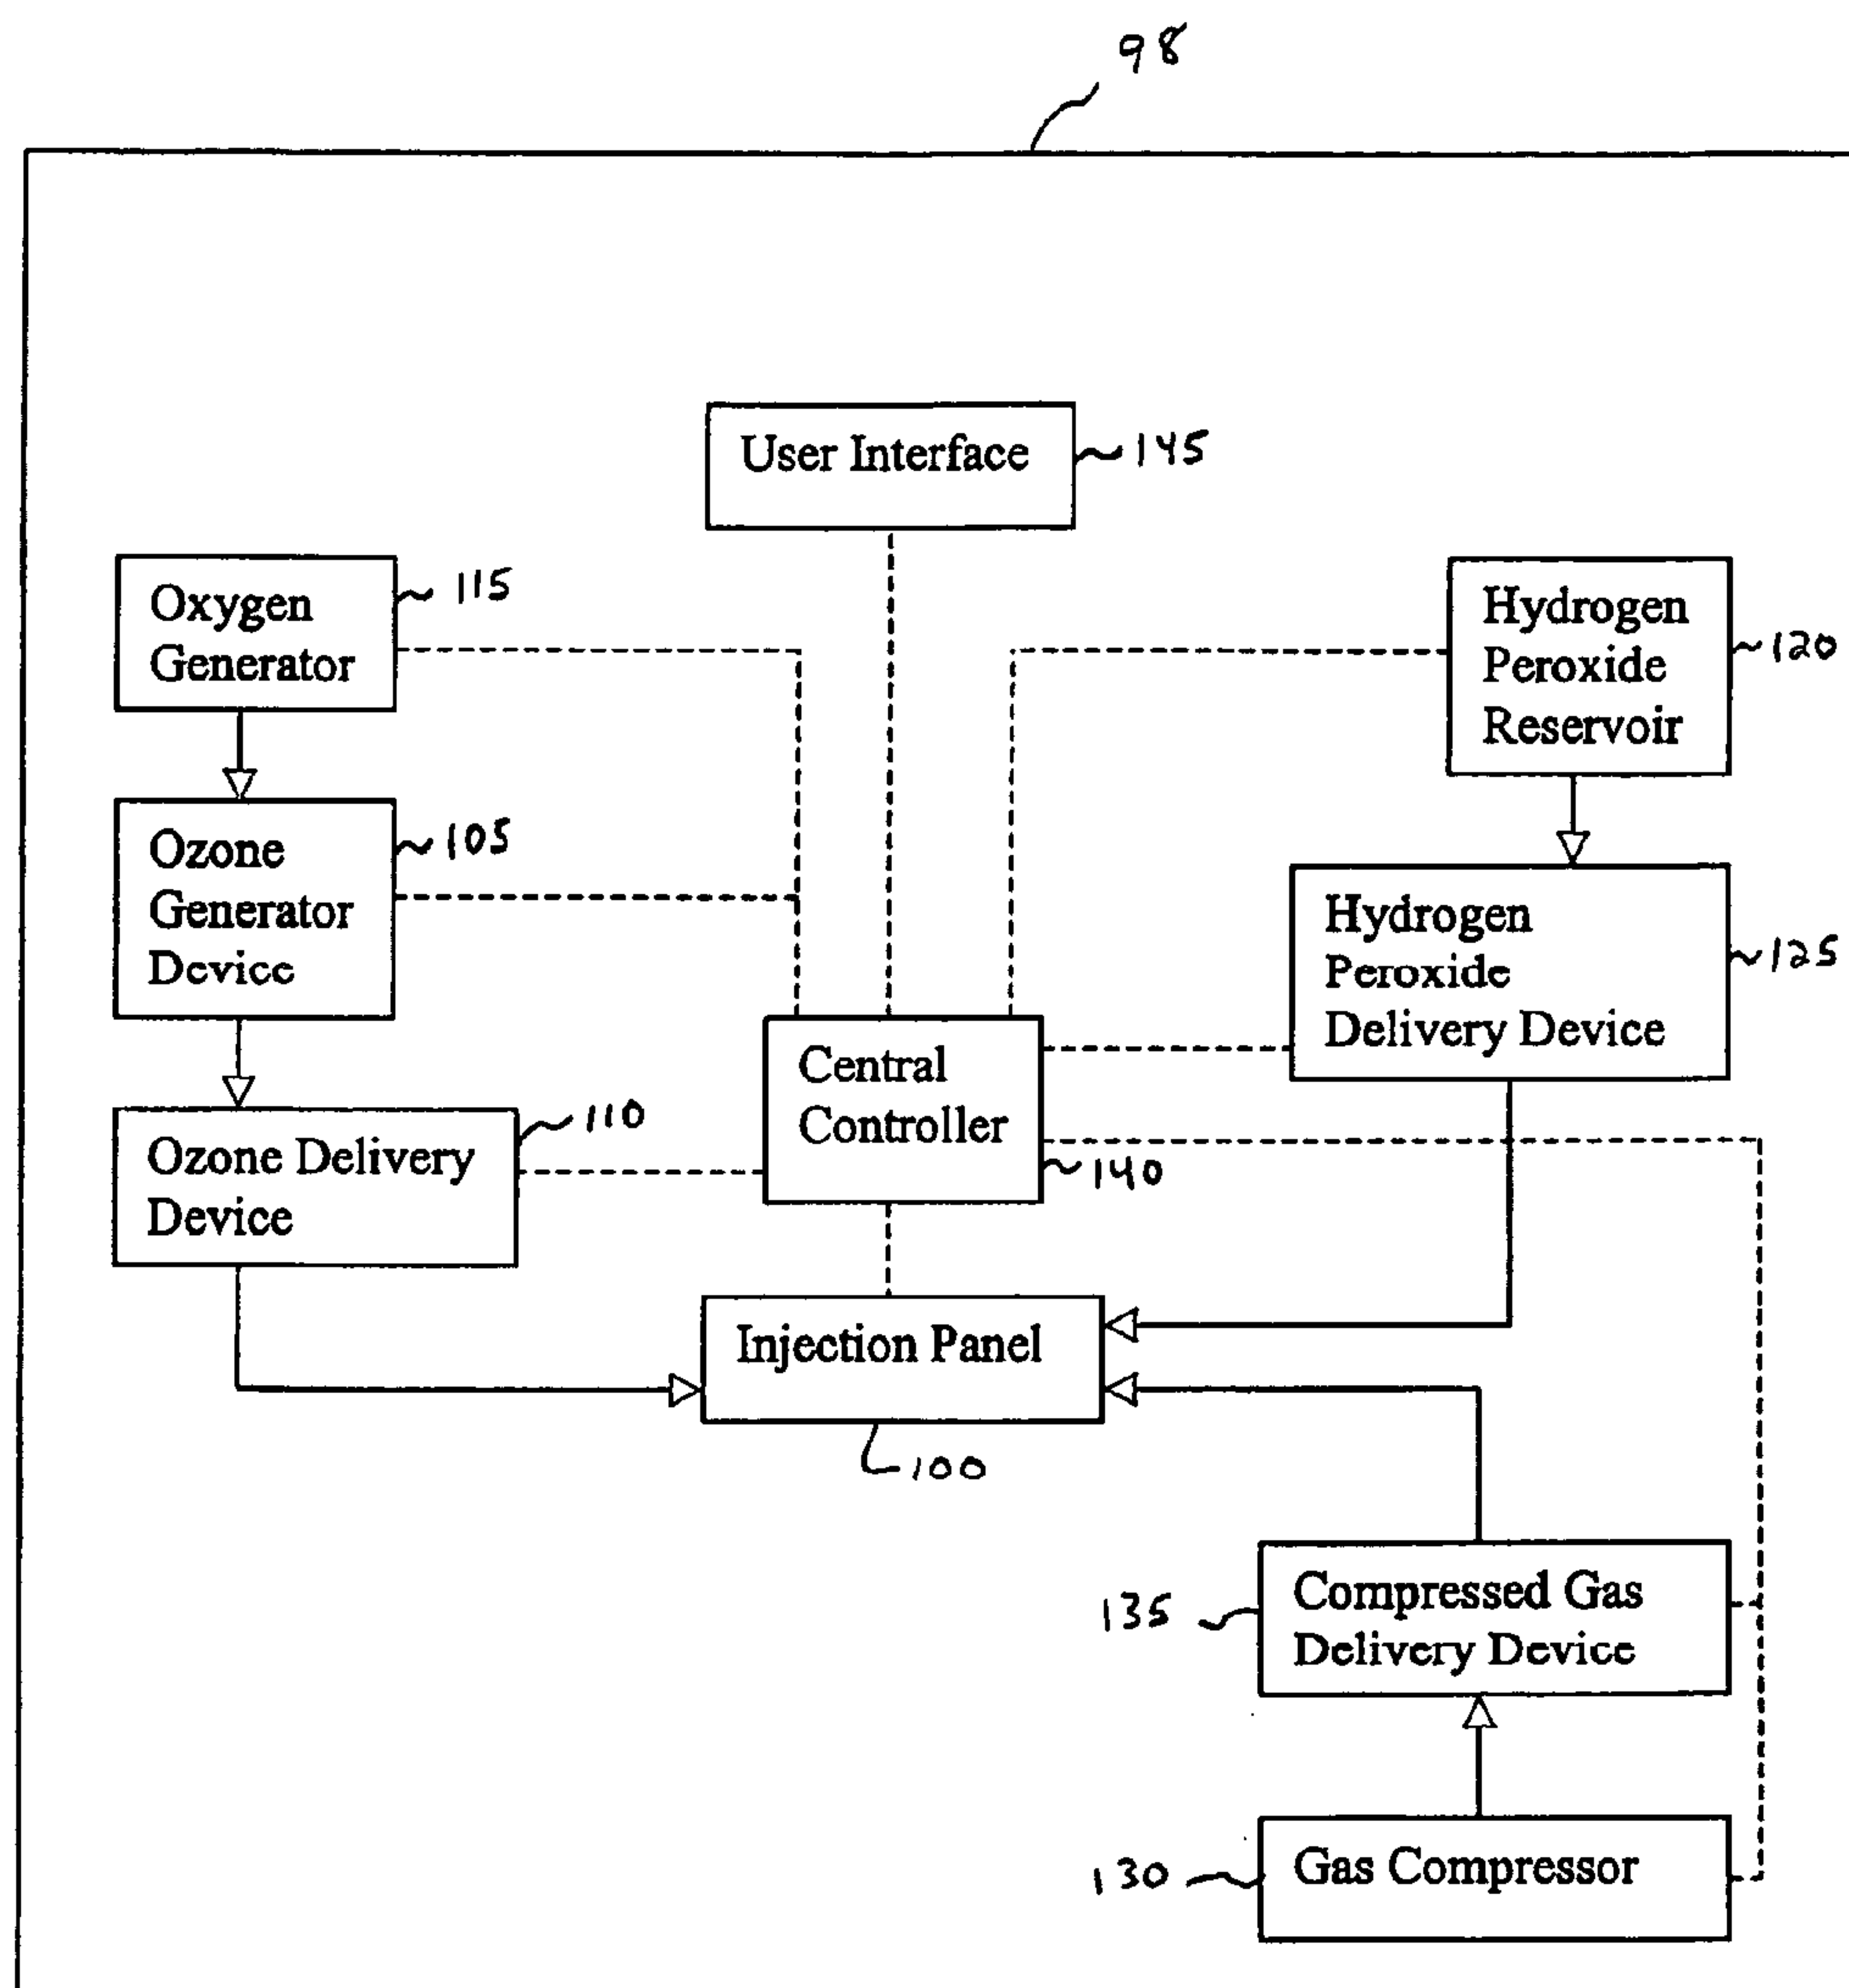 98
User Interface
145
Oxygen
Generator
115
Hydrogen
Peroxide
Reservoir
120
Ozone
Generator
Device
105
Hydrogen
Peroxide
Delivery Device
125
Central
Controller
140
Ozone Delivery
Device
110
Injection Panel
100
Compressed Gas
Delivery Device
135
Gas Compressor
130